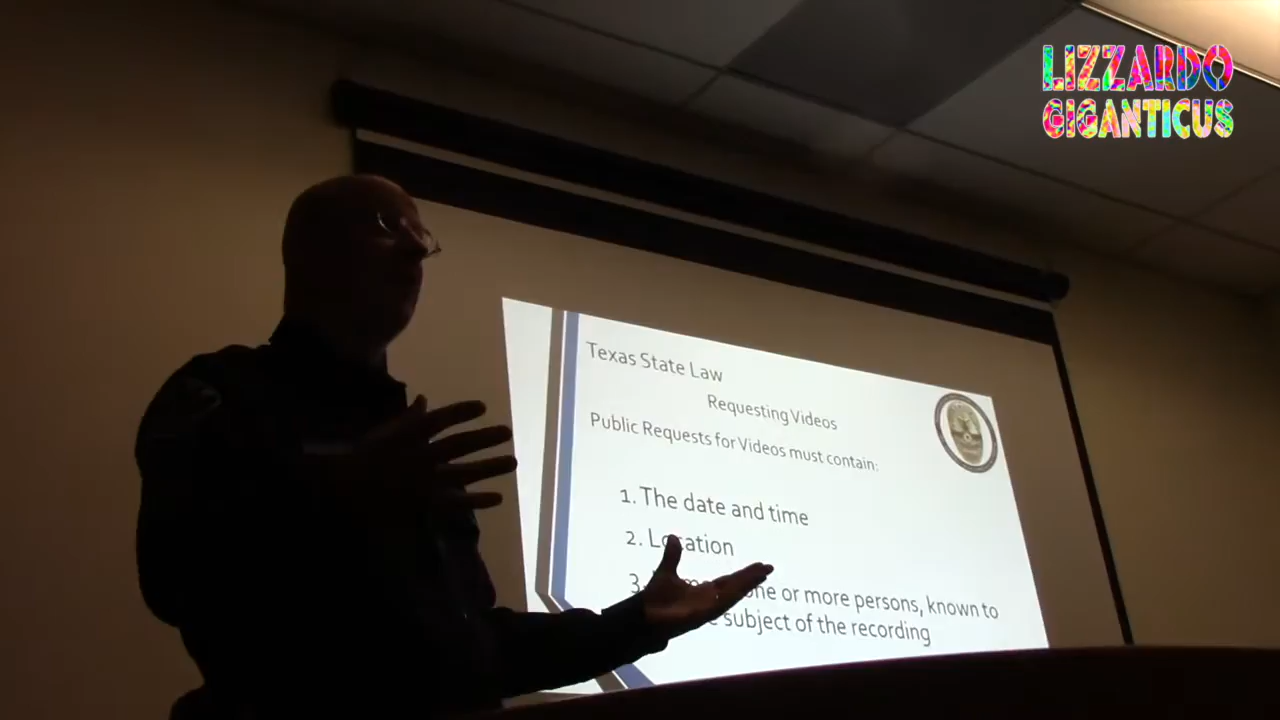 LIZZARDO
GIGANTICUS
Texas State Law
Requesting Videos
Public Requests for Videos must contain:
1. The date and time
2. Location
3. one or more persons, known to
subject of the recording